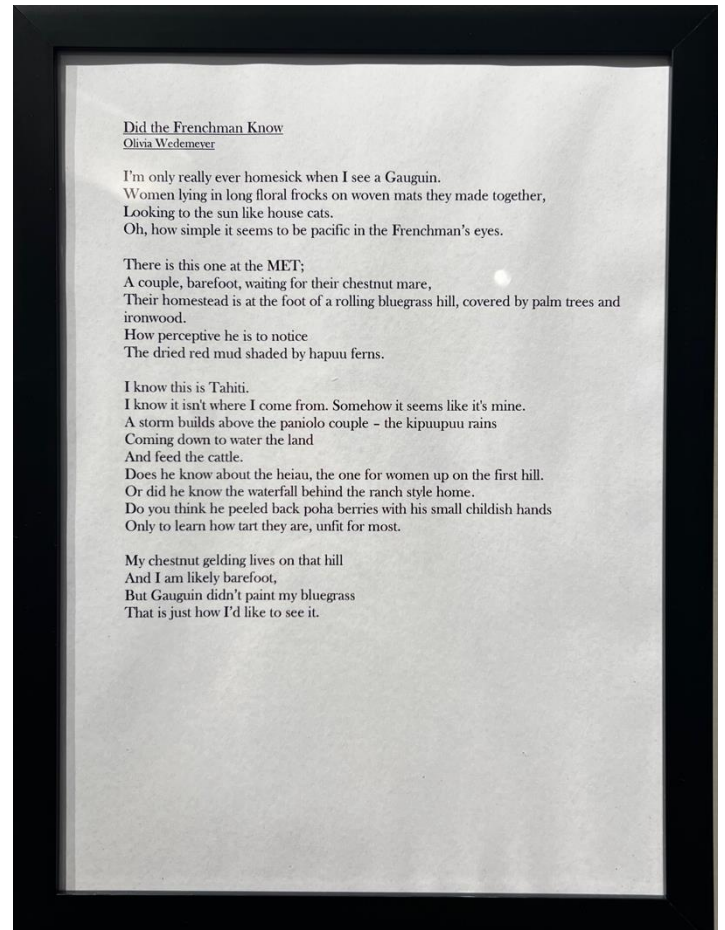 Did the Frenchman Know
Olivia Wedemeyer
I'm only really ever homesick when I see a Gauguin.
Women lying in long floral frocks on woven mats they made together,
Looking to the sun like house cats.
Oh, how simple it seems to be pacific in the Frenchman's eyes.
There is this one at the MET;
A couple, barefoot, waiting for their chestnut mare,
Their homestead is at the foot of a rolling bluegrass hill, covered by palm trees and
ironwood.
How perceptive he is to notice
The dried red mud shaded by hapuu ferns.
I know this is Tahiti.
I know it isn't where I come from. Somehow it seems like it's mine.
A storm builds above the paniolo couple – the kipuupuu rains
Coming down to water the land
And feed the cattle.
Does he know about the heiau, the one for women up on the first hill.
Or did he know the waterfall behind the ranch style home.
Do you think he peeled back poha berries with his small childish hands
Only to learn how tart they are, unfit for most.
My chestnut gelding lives on that hill
And I am likely barefoot,
But Gauguin didn't paint my bluegrass
That is just how I'd like to see it.